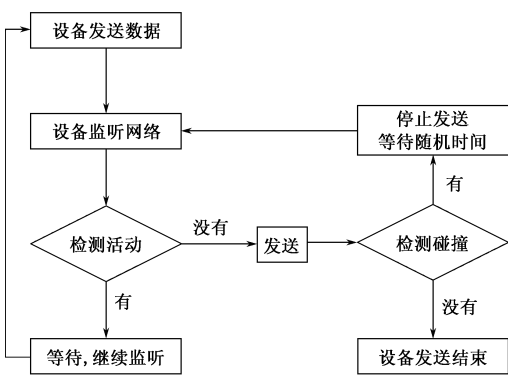 设备发送数据
设备监听网络
停止发送
等待随机时间
有
检测活动
没有
发送
检测碰撞
有
没有
等待,继续监听
设备发送结束